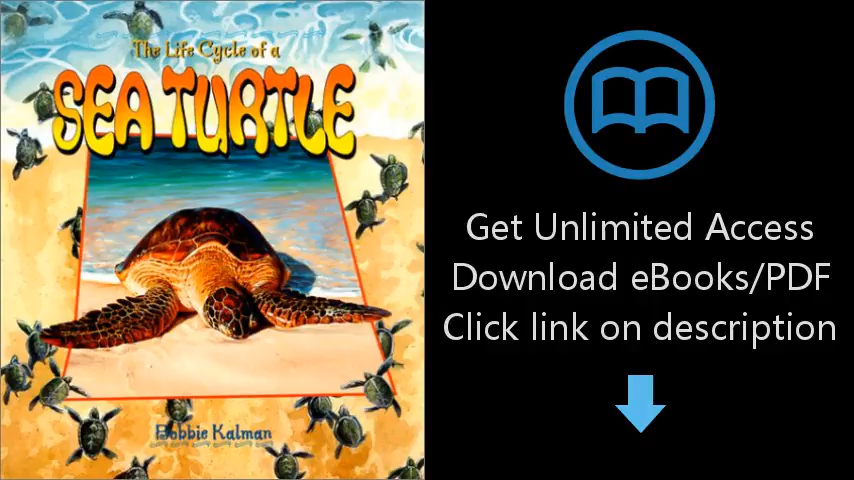 The Life Cycle of a
SEA TURTLE
Bobbie Kalman
Get Unlimited Access
Download eBooks/PDF
Click link on description